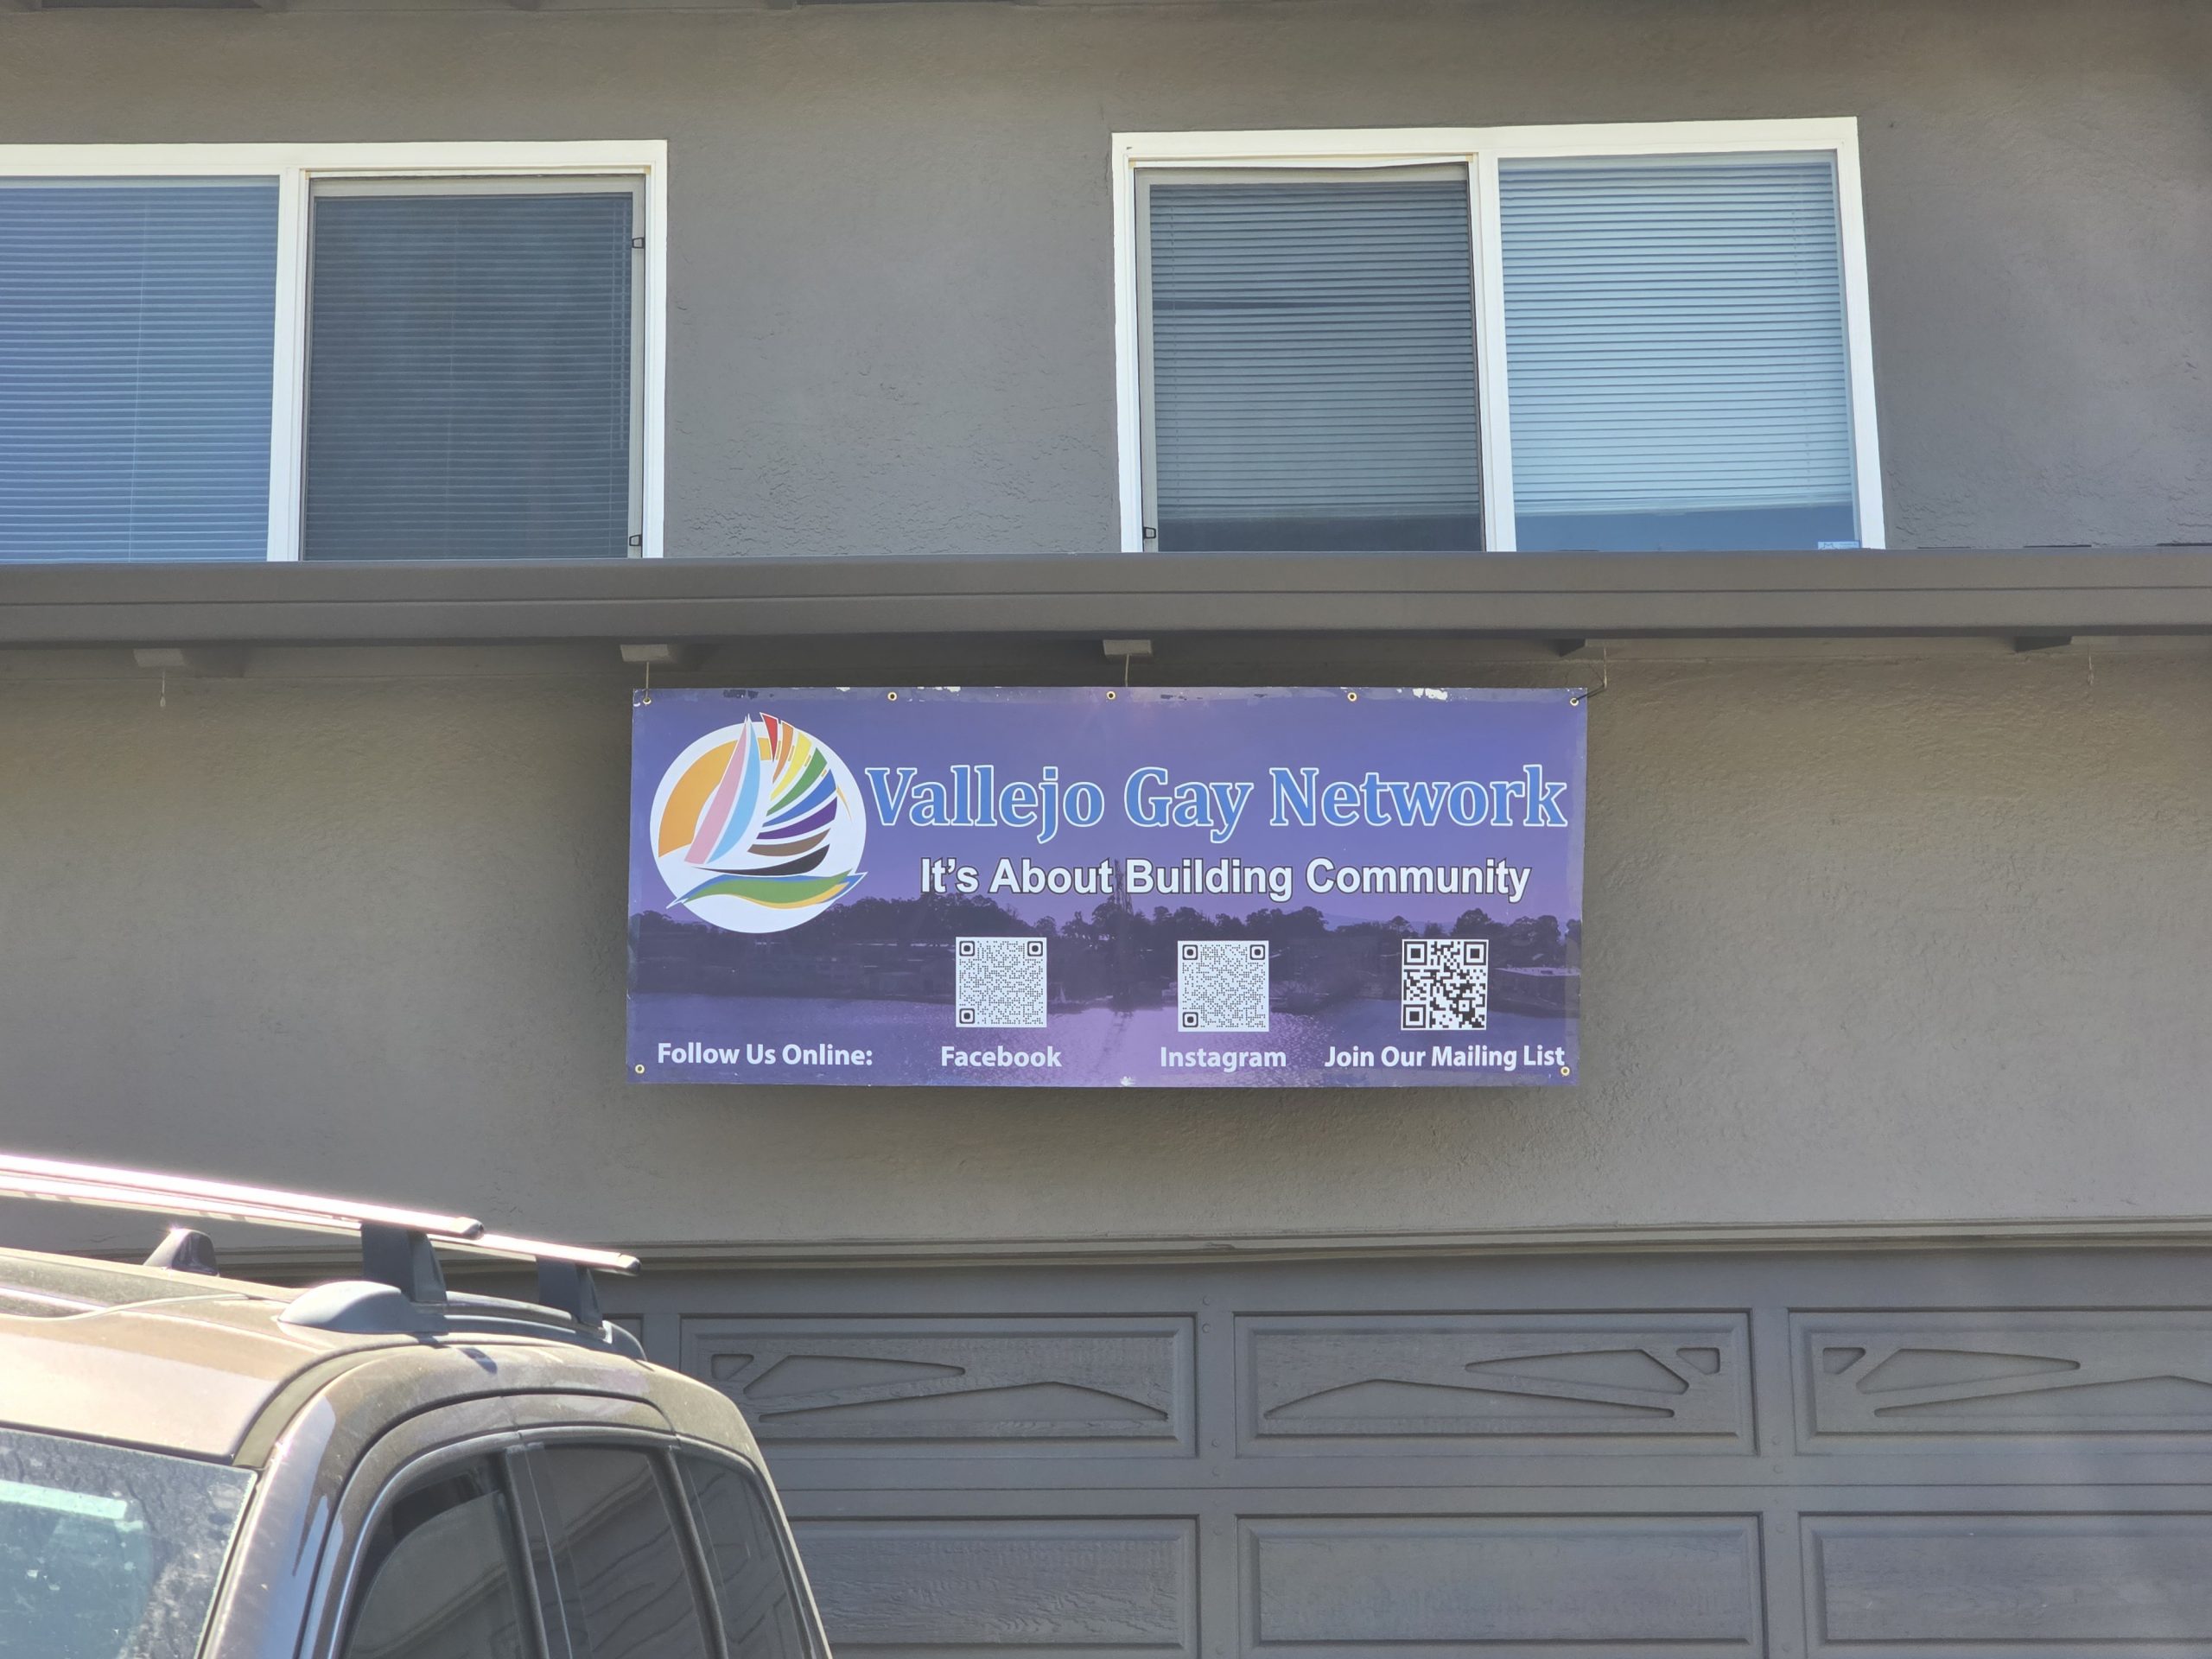 Vallejo Gay Network
It's About Building Community
Follow Us Online:
Facebook
Instagram
Join Our Mailing List